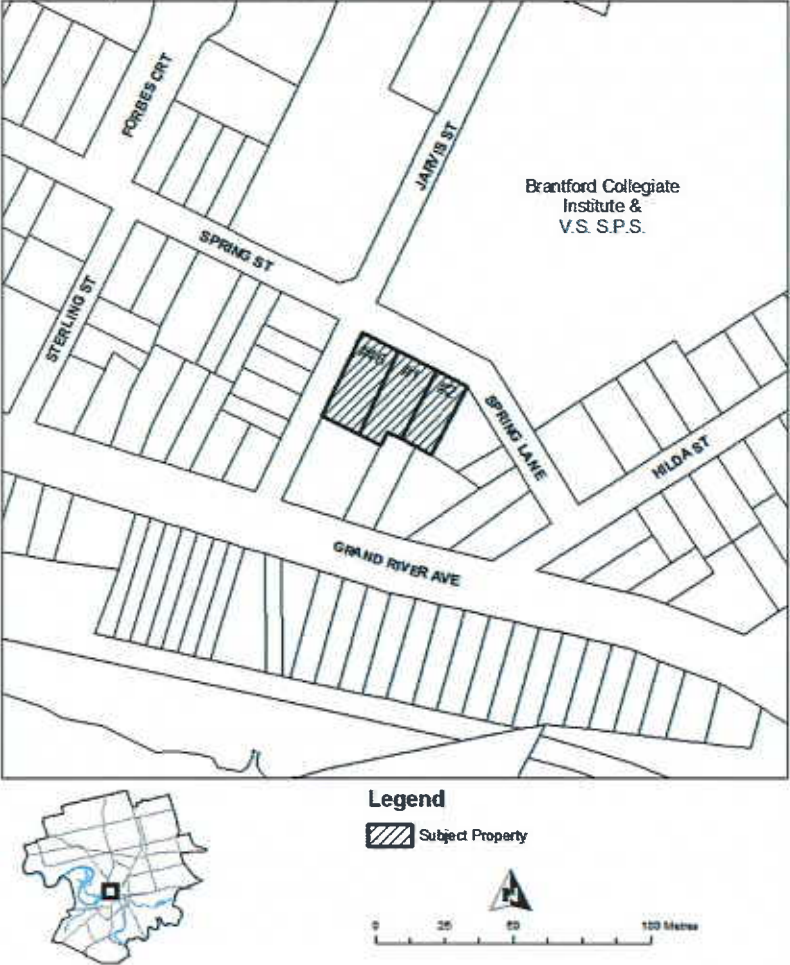 FORBES CRT
JARVIS ST
Brantford Collegiate
Institute &
V.S. S.P.S.
SPRING ST
STERLING ST
#2
SPRING LANE
HILDA ST
GRAND RIVER AVE
Legend
Subject Property
N
0 25 50 100 Metres